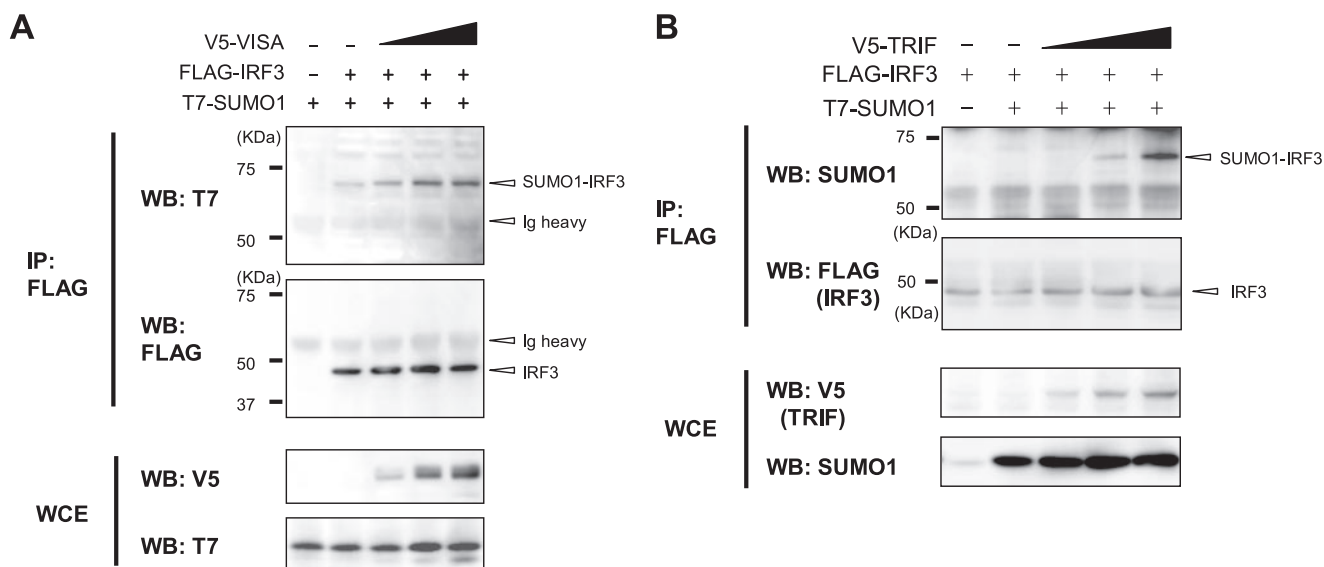 A
V5-VISA – –
FLAG-IRF3 – + + + +
T7-SUMO1 + + + + +
(KDa)
75
50
IP:
FLAG
WB: T7
SUMO1-IRF3
Ig heavy
(KDa)
75
50
37
WB:
FLAG
Ig heavy
IRF3
WCE
WB: V5
WB: T7
B
V5-TRIF – –
FLAG-IRF3 + + + + +
T7-SUMO1 – + + + +
75
50
(KDa)
IP:
FLAG
WB: SUMO1
SUMO1-IRF3
WB: FLAG
(IRF3)
50
(KDa)
IRF3
WCE
WB: V5
(TRIF)
WB: SUMO1